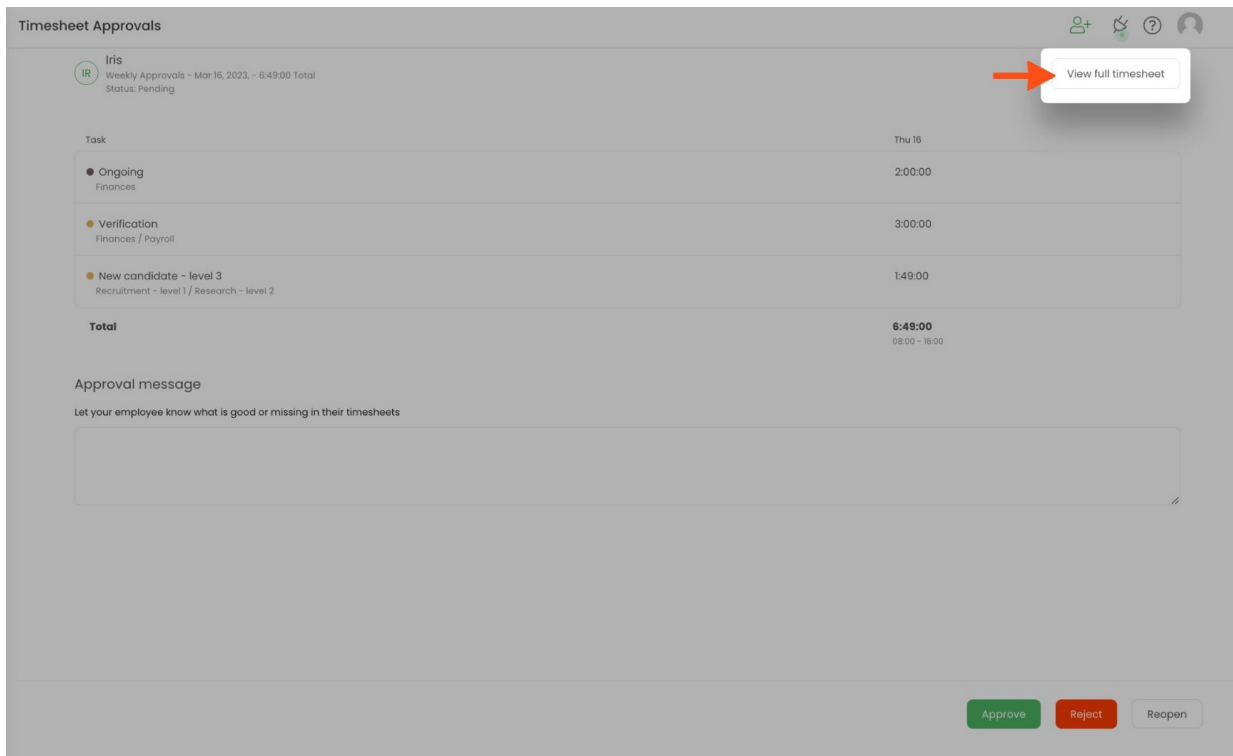 Timesheet Approvals
IR
Iris
Weekly Approvals - Mar 16, 2023, - 6:49:00 Total
Status: Pending
View full timesheet
Task Thu 16
Ongoing 2:00:00
Finances
Verification 3:00:00
Finances / Payroll
New candidate - level 3 1:49:00
Recruitment - level 1 / Research - level 2
Total 6:49:00
08:00 - 16:00
Approval message
Let your employee know what is good or missing in their timesheets
Approve Reject Reopen